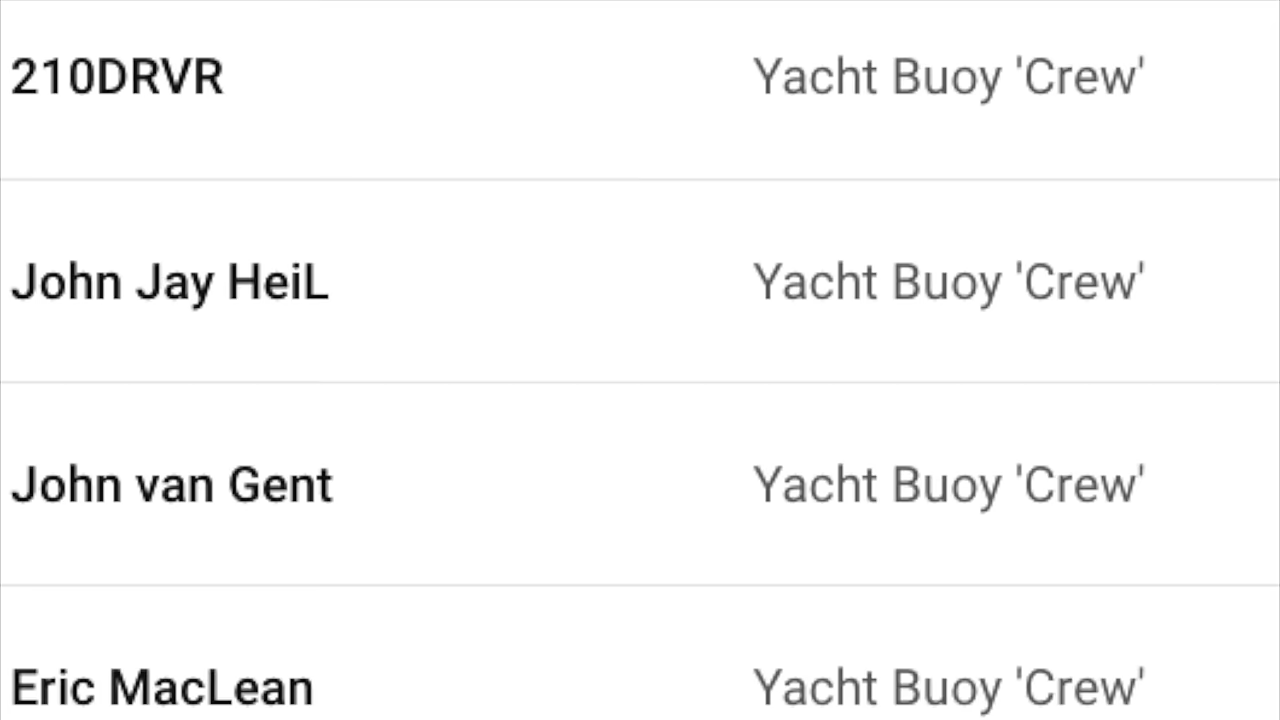 210DRVR Yacht Buoy 'Crew'
John Jay HeiL Yacht Buoy 'Crew'
John van Gent Yacht Buoy 'Crew'
Eric MacLean Yacht Buoy 'Crew'